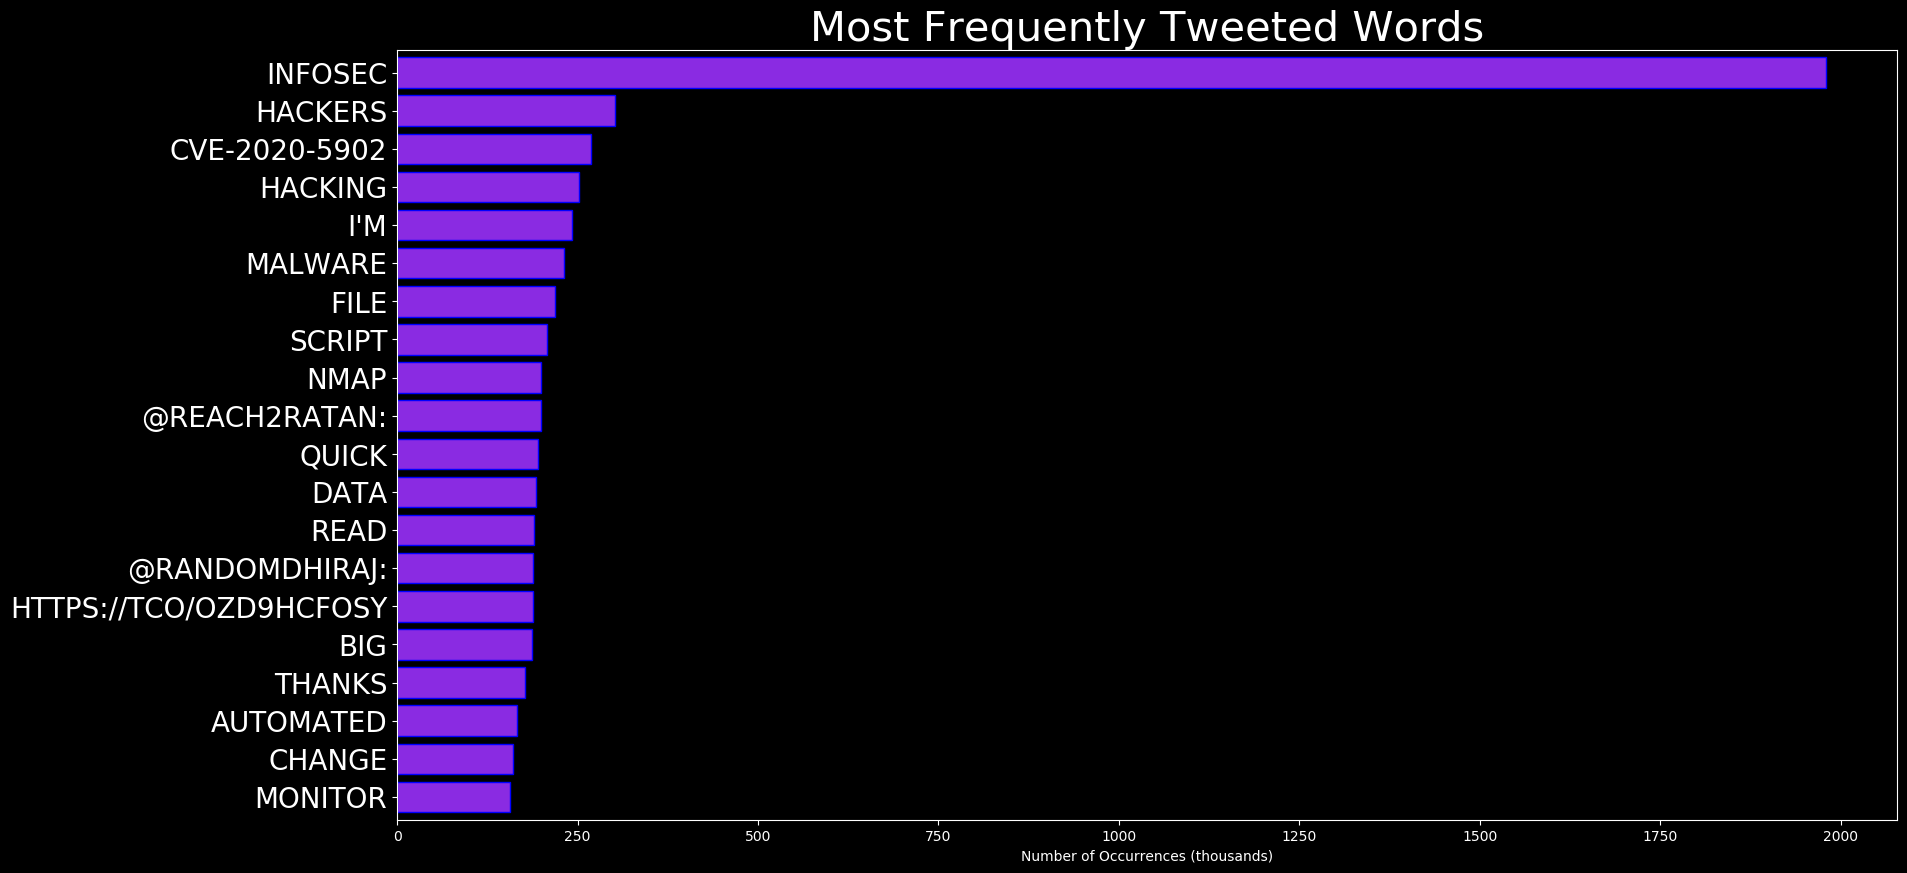 Most Frequently Tweeted Words
INFOSEC
HACKERS
CVE-2020-5902
HACKING
I'M
MALWARE
FILE
SCRIPT
NMAP
@REACH2RATAN:
QUICK
DATA
READ
@RANDOMDHIRAJ:
HTTPS://TCO/OZD9HCFOSY
BIG
THANKS
AUTOMATED
CHANGE
MONITOR
0 250 500 750 1000 1250 1500 1750 2000
Number of Occurrences (thousands)